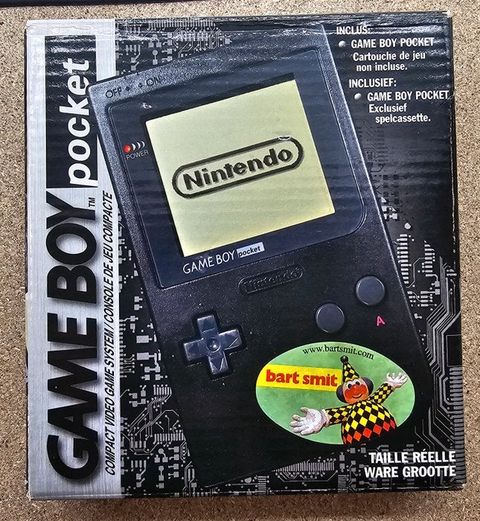 GAME BOY TM pocket
COMPACT VIDEO GAME SYSTEM / CONSOLE DE JEU COMPACTE
INCLUS:
• GAME BOY POCKET
Cartouche de jeu
non incluse.
INCLUSIEF:
• GAME BOY POCKET
Exclusief
spelcassette.
OFF ON
POWER
Nintendo
GAME BOY pocket
Nintendo
A
www.bartsmit.com
bart smit
TAILLE RÉELLE
WARE GROOTTE